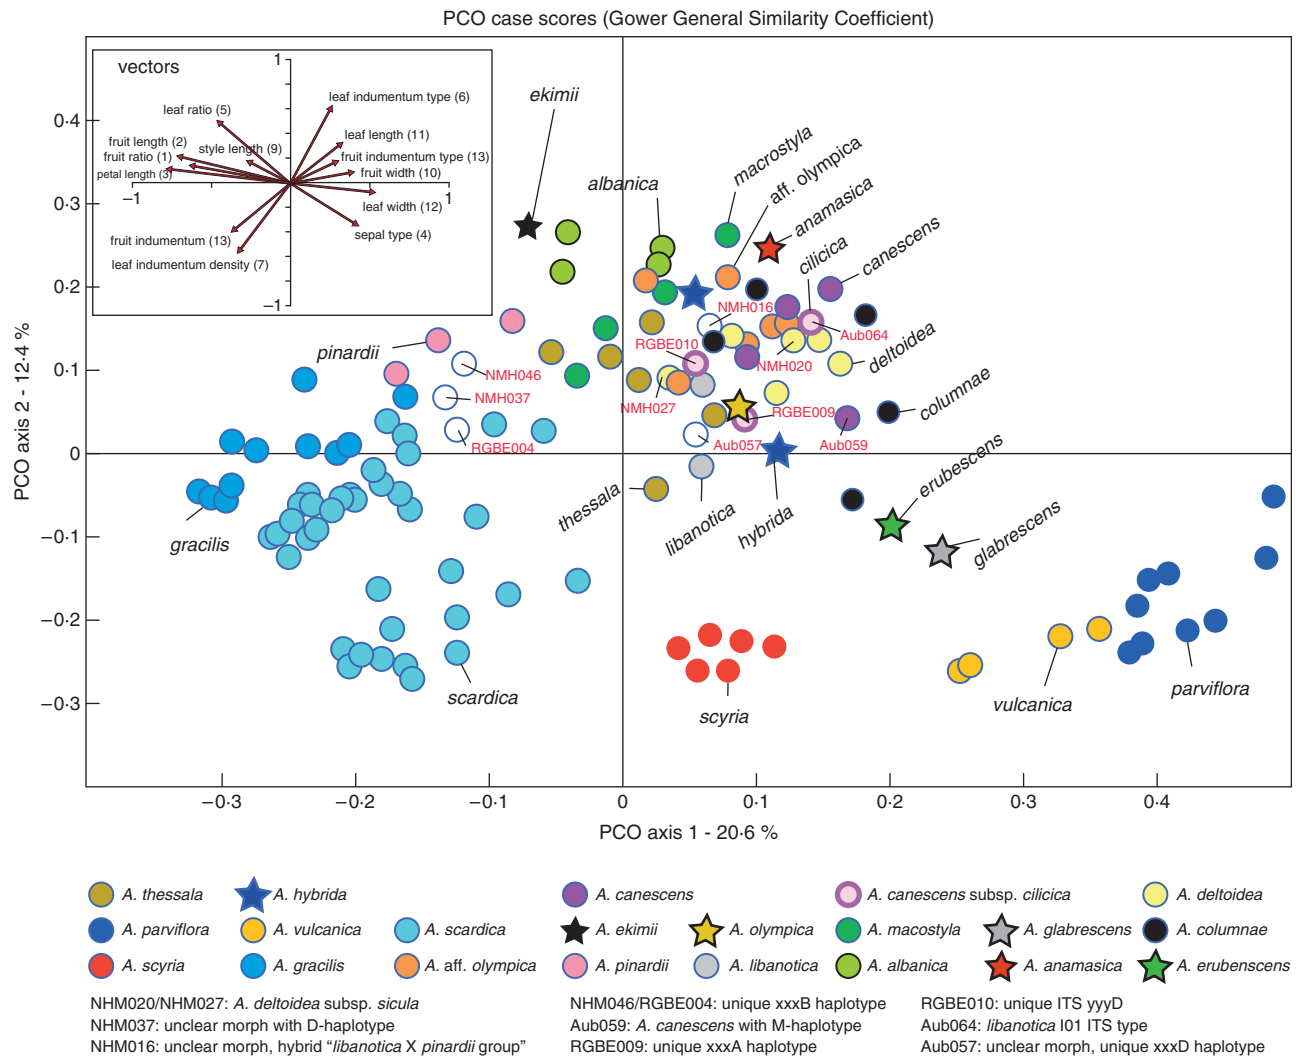 PCO case scores (Gower General Similarity Coefficient)
vectors
1
leaf indumentum type (6)
leaf ratio (5)
leaf length (11)
fruit length (2)
style length (9)
fruit ratio (1)
fruit indumentum type (13)
petal length (3)
fruit width (10)
−1
1
leaf width (12)
fruit indumentum (13)
sepal type (4)
leaf indumentum density (7)
−1
PCO axis 2 - 12·4 %
0·4
0·3
0·2
0·1
0
−0·1
−0·2
−0·3
ekimii
albanica
macrostyla
aff. olympica
anamasica
cilicica
canescens
NMH016
Aub064
RGBE010
pinardii
NMH046
NMH020
deltoidea
NMH037
NMH027
columnae
RGBE009
RGBE004
Aub057
Aub059
erubescens
thessala
libanotica
hybrida
glabrescens
gracilis
scardica
scyria
vulcanica
parviflora
−0·3
−0·2
−0·1
0
0·1
0·2
0·3
0·4
PCO axis 1 - 20·6 %
A. thessala
A. hybrida
A. canescens
A. canescens subsp. cilicica
A. deltoidea
A. parviflora
A. vulcanica
A. scardica
A. ekimii
A. olympica
A. macostyla
A. glabrescens
A. columnae
A. scyria
A. gracilis
A. aff. olympica
A. pinardii
A. libanotica
A. albanica
A. anamasica
A. erubenscens
NHM020/NHM027: A. deltoidea subsp. sicula
NHM037: unclear morph with D-haplotype
NHM016: unclear morph, hybrid “libanotica X pinardii group”
NHM046/RGBE004: unique xxxB haplotype
Aub059: A. canescens with M-haplotype
RGBE009: unique xxxA haplotype
RGBE010: unique ITS yyyD
Aub064: libanotica I01 ITS type
Aub057: unclear morph, unique xxxD haplotype